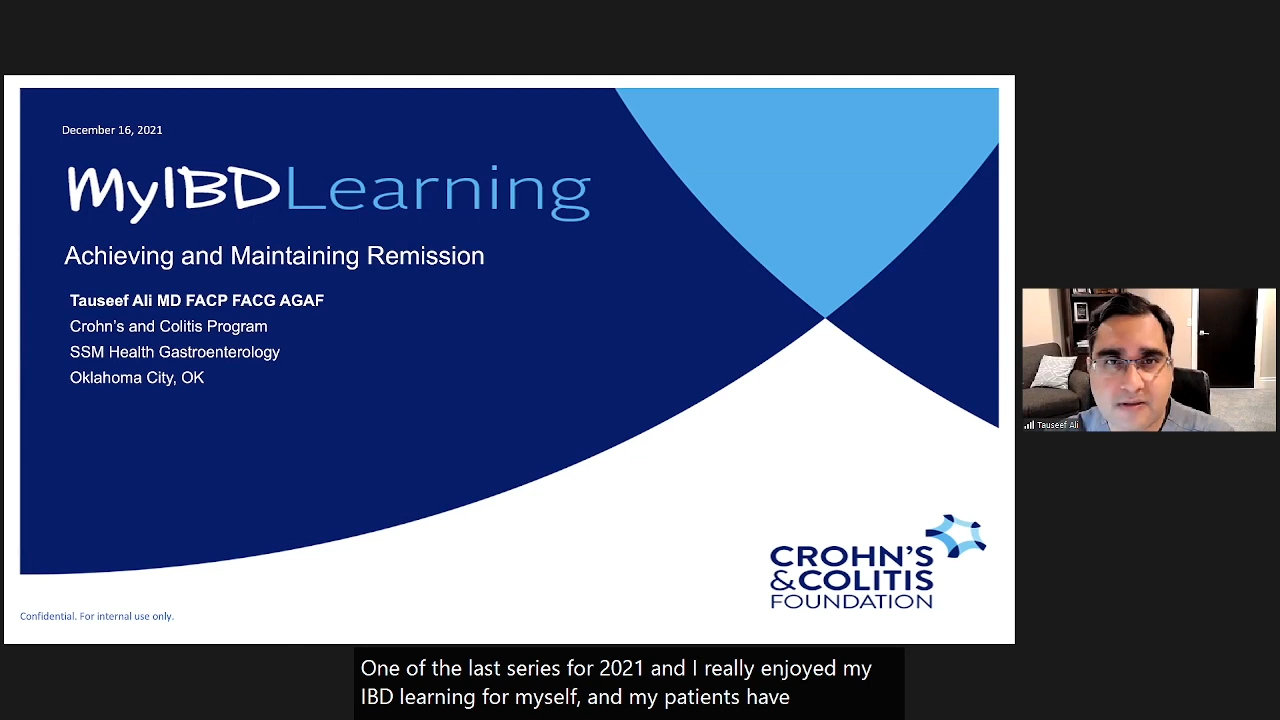 December 16, 2021
MyIBDLearning
Achieving and Maintaining Remission
Tauseef Ali MD FACP FACG AGAF
Crohn's and Colitis Program
SSM Health Gastroenterology
Oklahoma City, OK
CROHN'S
&COLITIS
FOUNDATION
Confidential. For internal use only.
Tauseef Ali
One of the last series for 2021 and I really enjoyed my
IBD learning for myself, and my patients have